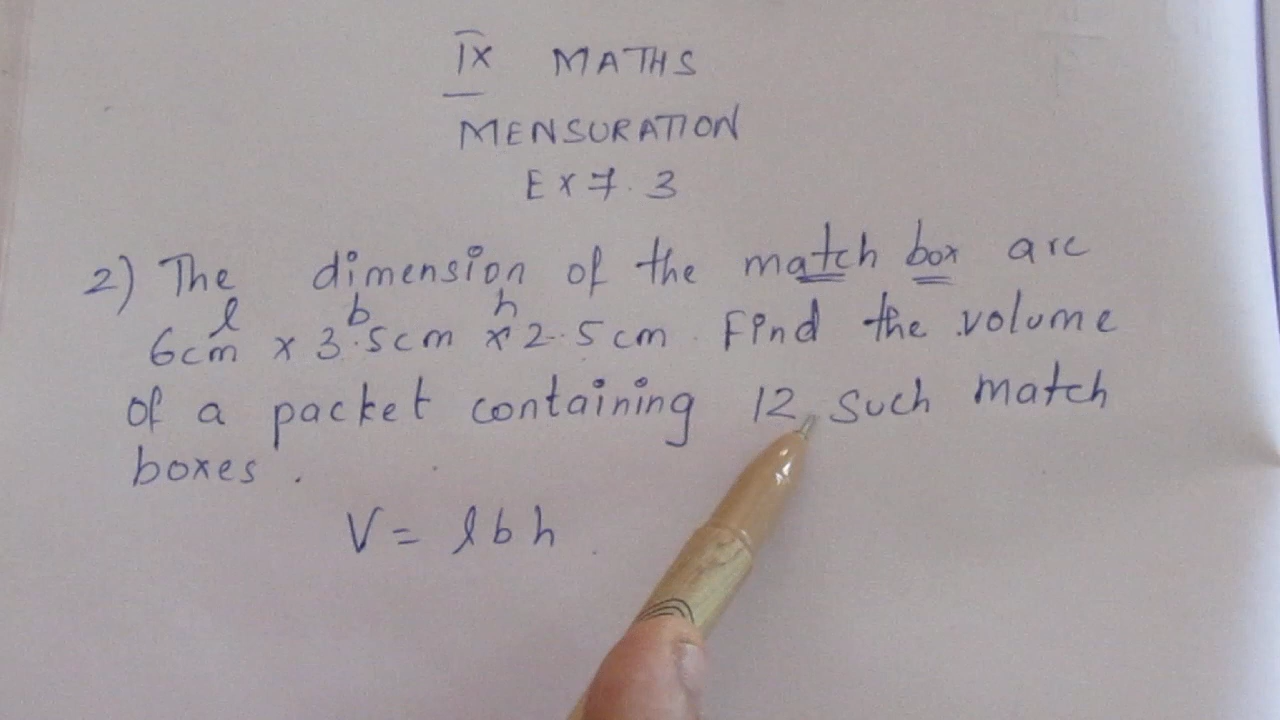 IX MATHS
MENSURATION
Ex 7.3
2) The dimension of the match box are
l b h
6cm x 3.5cm x 2.5cm. Find the volume
of a packet containing 12 such match
boxes.
V = lbh